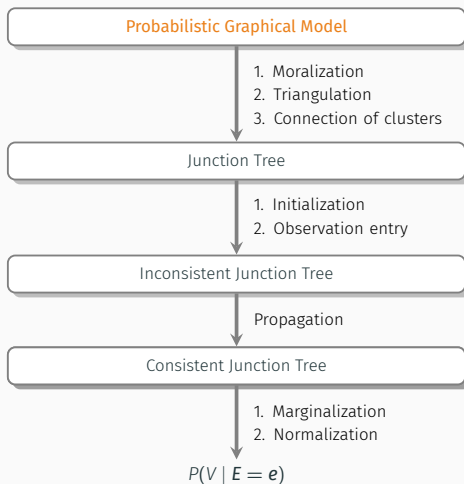 Probabilistic Graphical Model
1. Moralization
2. Triangulation
3. Connection of clusters
Junction Tree
1. Initialization
2. Observation entry
Inconsistent Junction Tree
Propagation
Consistent Junction Tree
1. Marginalization
2. Normalization
P(V | E = e)